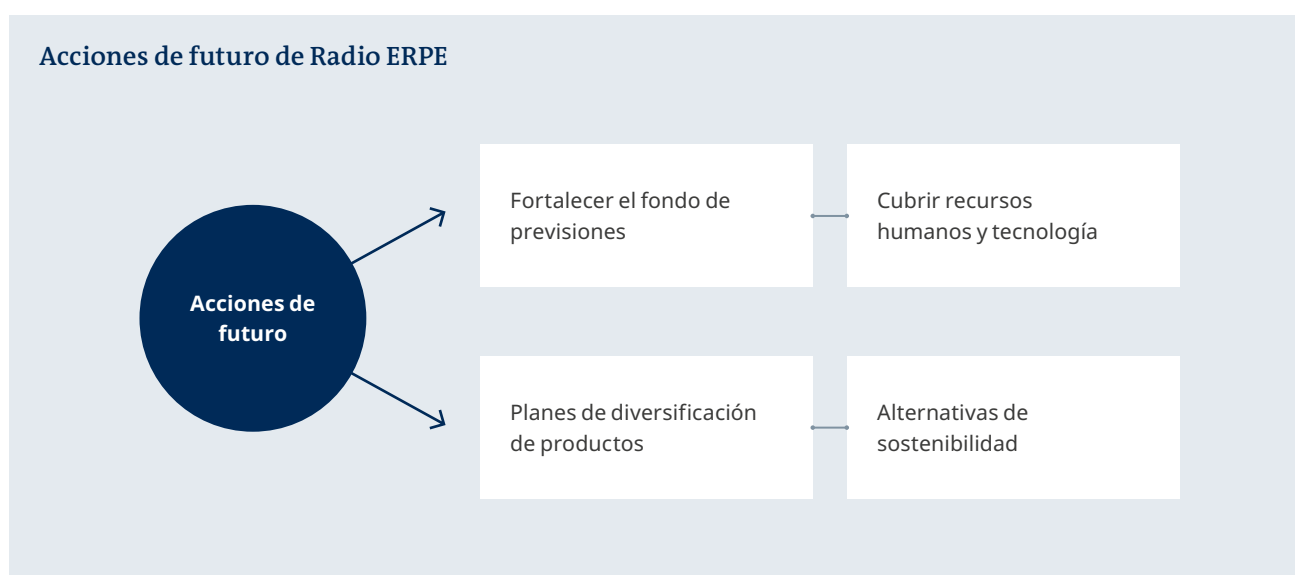 Acciones de futuro de Radio ERPE
Acciones de
futuro
Fortalecer el fondo de
previsiones
Cubrir recursos
humanos y tecnología
Planes de diversificación
de productos
Alternativas de
sostenibilidad